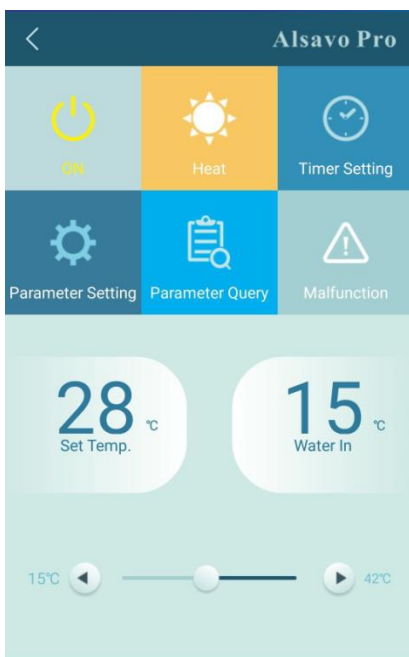 Alsavo Pro
ON
Heat
Timer Setting
Parameter Setting
Parameter Query
Malfunction
28 ℃
Set Temp.
15 ℃
Water In
15℃
42℃